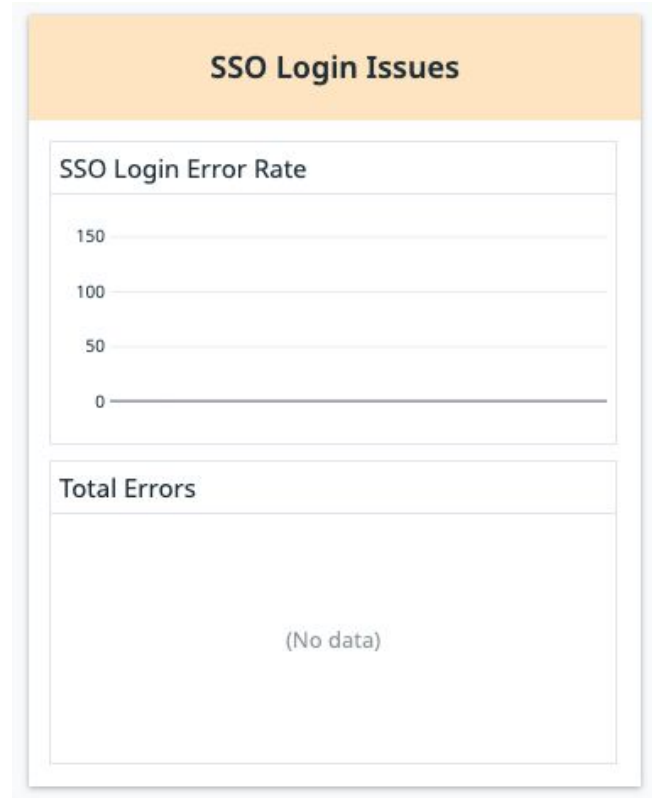 SSO Login Issues
SSO Login Error Rate
150
100
50
0
Total Errors
(No data)